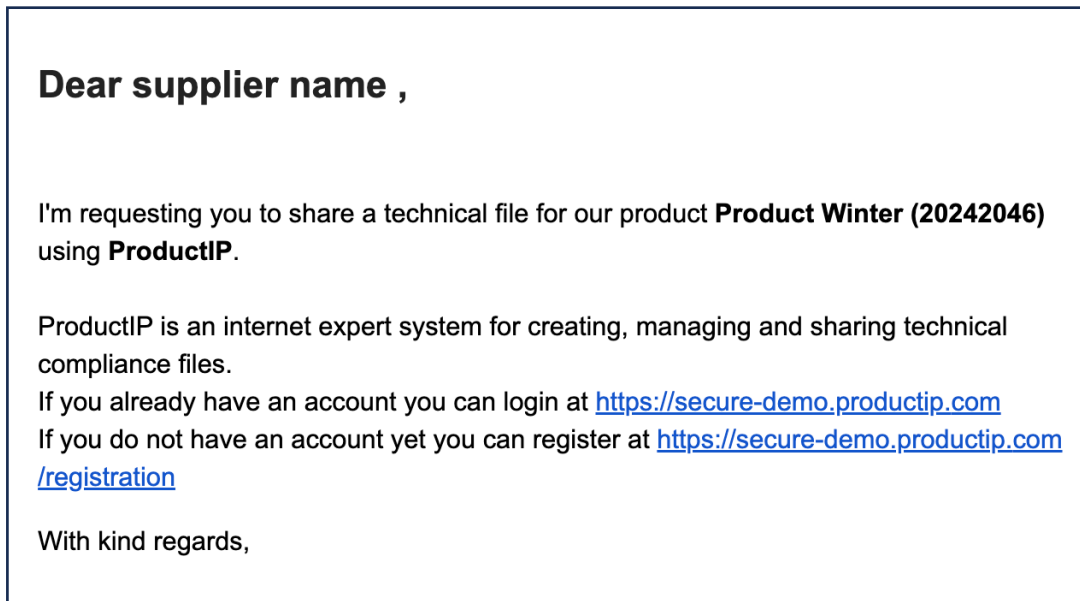 Dear supplier name ,
I'm requesting you to share a technical file for our product Product Winter (20242046)
using ProductIP.
ProductIP is an internet expert system for creating, managing and sharing technical
compliance files.
If you already have an account you can login at https://secure-demo.productip.com
If you do not have an account yet you can register at https://secure-demo.productip.com
/registration
With kind regards,